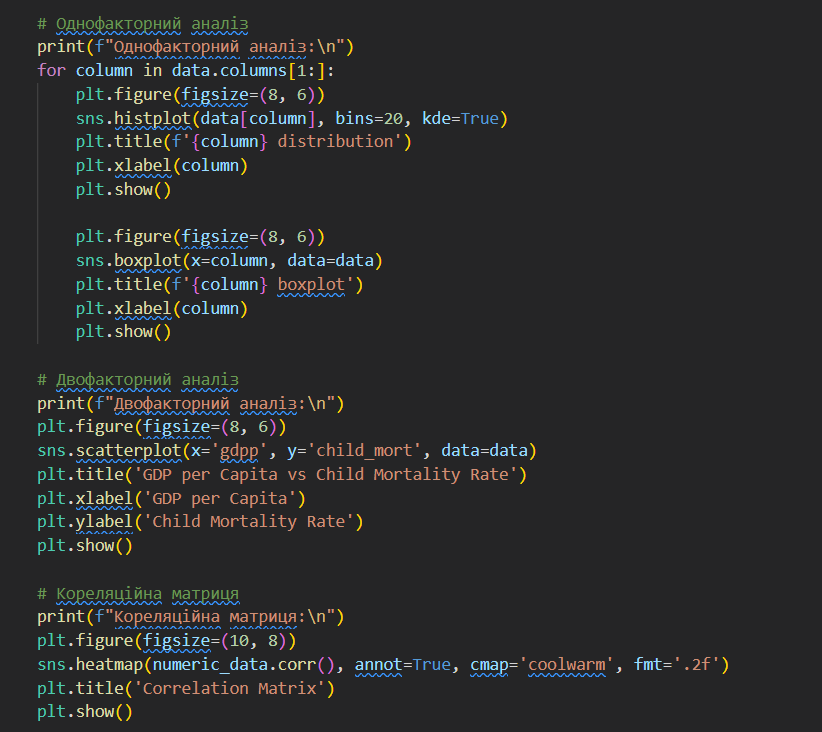 # Однофакторний аналіз
print(f"Однофакторний аналіз:\n")
for column in data.columns[1:]:
    plt.figure(figsize=(8, 6))
    sns.histplot(data[column], bins=20, kde=True)
    plt.title(f'{column} distribution')
    plt.xlabel(column)
    plt.show()

    plt.figure(figsize=(8, 6))
    sns.boxplot(x=column, data=data)
    plt.title(f'{column} boxplot')
    plt.xlabel(column)
    plt.show()

# Двофакторний аналіз
print(f"Двофакторний аналіз:\n")
plt.figure(figsize=(8, 6))
sns.scatterplot(x='gdpp', y='child_mort', data=data)
plt.title('GDP per Capita vs Child Mortality Rate')
plt.xlabel('GDP per Capita')
plt.ylabel('Child Mortality Rate')
plt.show()

# Кореляційна матриця
print(f"Кореляційна матриця:\n")
plt.figure(figsize=(10, 8))
sns.heatmap(numeric_data.corr(), annot=True, cmap='coolwarm', fmt='.2f')
plt.title('Correlation Matrix')
plt.show()